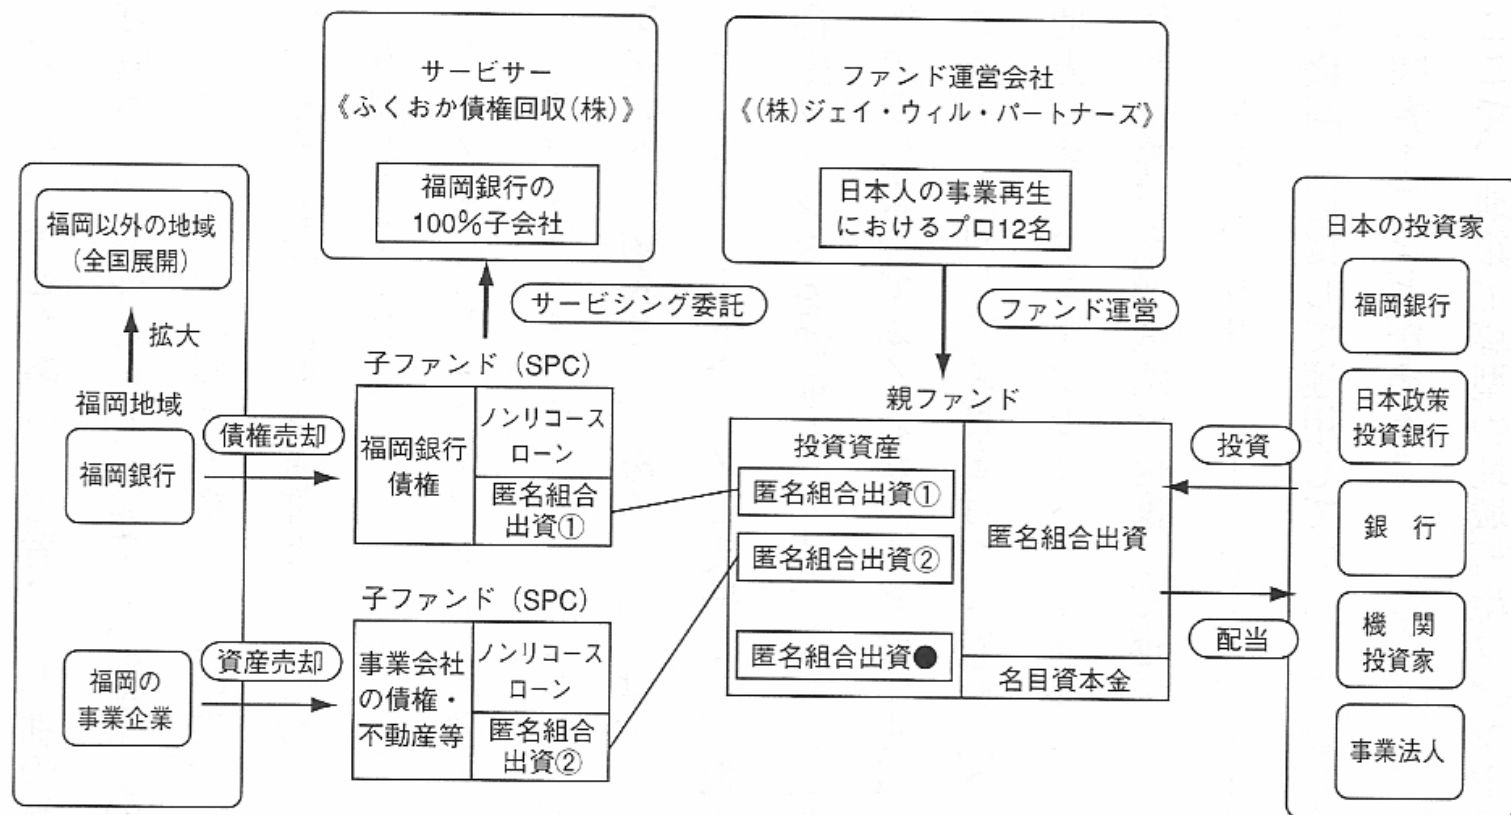 サービサー
《ふくおか債権回収(株)》
福岡銀行の
100%子会社
ファンド運営会社
《(株)ジェイ・ウィル・パートナーズ》
日本人の事業再生
におけるプロ12名
福岡以外の地域
(全国展開)
拡大
福岡地域
福岡銀行
福岡の
事業企業
サービシング委託
ファンド運営
債権売却
資産売却
子ファンド(SPC)
福岡銀行
債権
ノンリコース
ローン
匿名組合
出資①
子ファンド(SPC)
事業会社
の債権・
不動産等
ノンリコース
ローン
匿名組合
出資②
親ファンド
投資資産
匿名組合出資①
匿名組合出資②
匿名組合出資●
匿名組合出資
名目資本金
投資
配当
日本の投資家
福岡銀行
日本政策
投資銀行
銀 行
機 関
投資家
事業法人